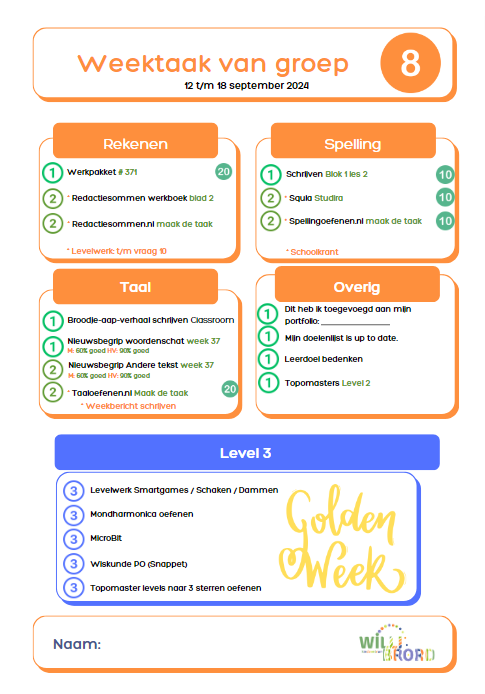 Weektaak van groep 8
12 t/m 18 september 2024
Rekenen
1 Werkpakket # 371 20
2 * Redactiesommen werkboek blad 2
2 * Redactiesommen.nl maak de taak
* Levelwerk: t/m vraag 10
Spelling
1 Schrijven Blok 1 les 2 10
2 * Squla Studira 10
2 * Spellingoefenen.nl maak de taak 10
* Schoolkrant
Taal
1 Broodje-aap-verhaal schrijven Classroom
1 Nieuwsbegrip woordenschat week 37
M: 60% goed HV: 90% goed
2 Nieuwsbegrip Andere tekst week 37
M: 60% goed HV: 90% goed
2 * Taaloefenen.nl Maak de taak 20
* Weekbericht schrijven
Overig
1 Dit heb ik toegevoegd aan mijn
portfolio: _______________
1 Mijn doelenlijst is up to date.
1 Leerdoel bedenken
1 Topomasters Level 2
Level 3
3 Levelwerk Smartgames / Schaken / Dammen
3 Mondharmonica oefenen
3 MicroBit
3 Wiskunde PO (Snappet)
3 Topomaster levels naar 3 sterren oefenen
Golden
Week
Naam:
WILLI
BRORD